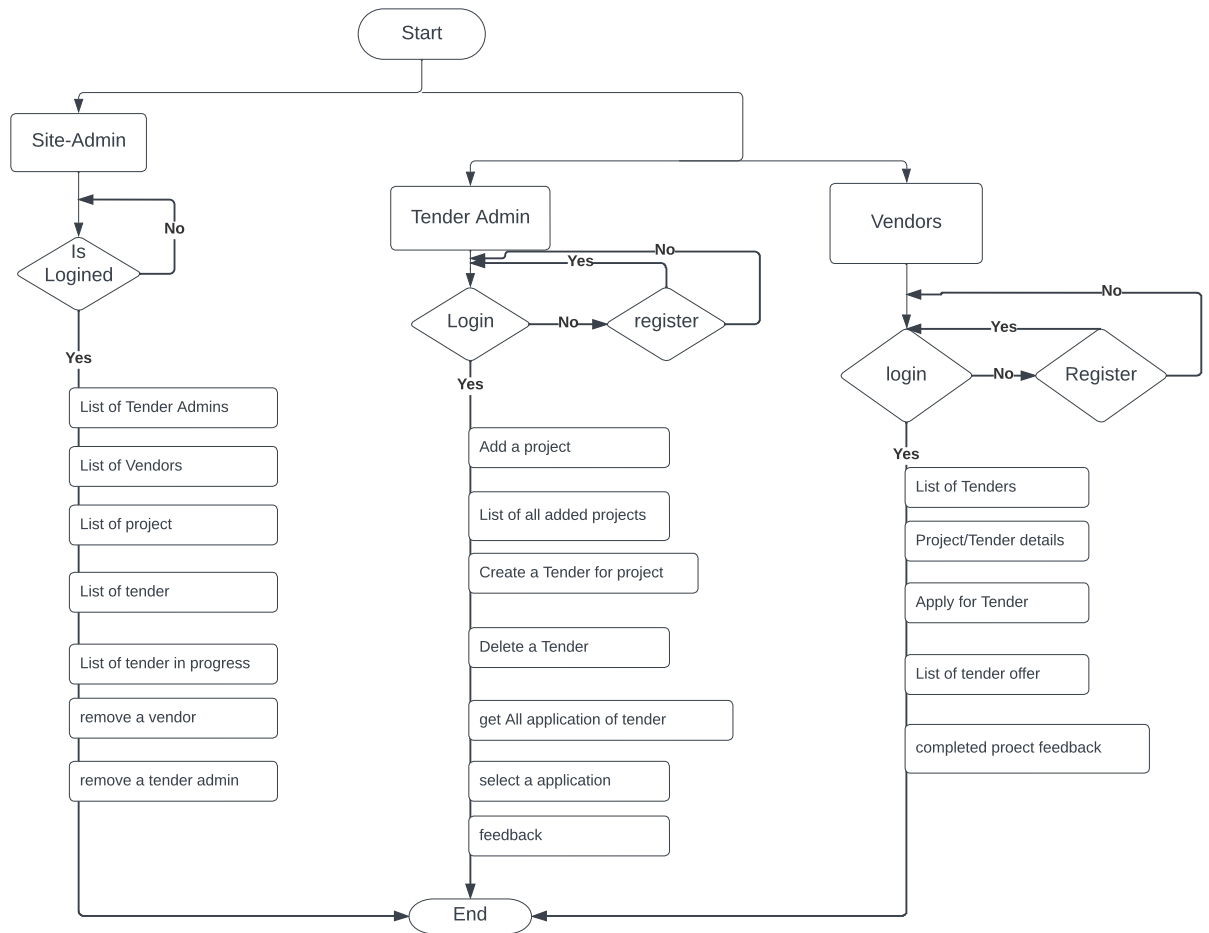 Start
Site-Admin
No
Is
Logined
Yes
List of Tender Admins
List of Vendors
List of project
List of tender
List of tender in progress
remove a vendor
remove a tender admin
Tender Admin
No
Yes
Login
No
register
Yes
Add a project
List of all added projects
Create a Tender for project
Delete a Tender
get All application of tender
select a application
feedback
Vendors
No
Yes
login
No
Register
Yes
List of Tenders
Project/Tender details
Apply for Tender
List of tender offer
completed proect feedback
End